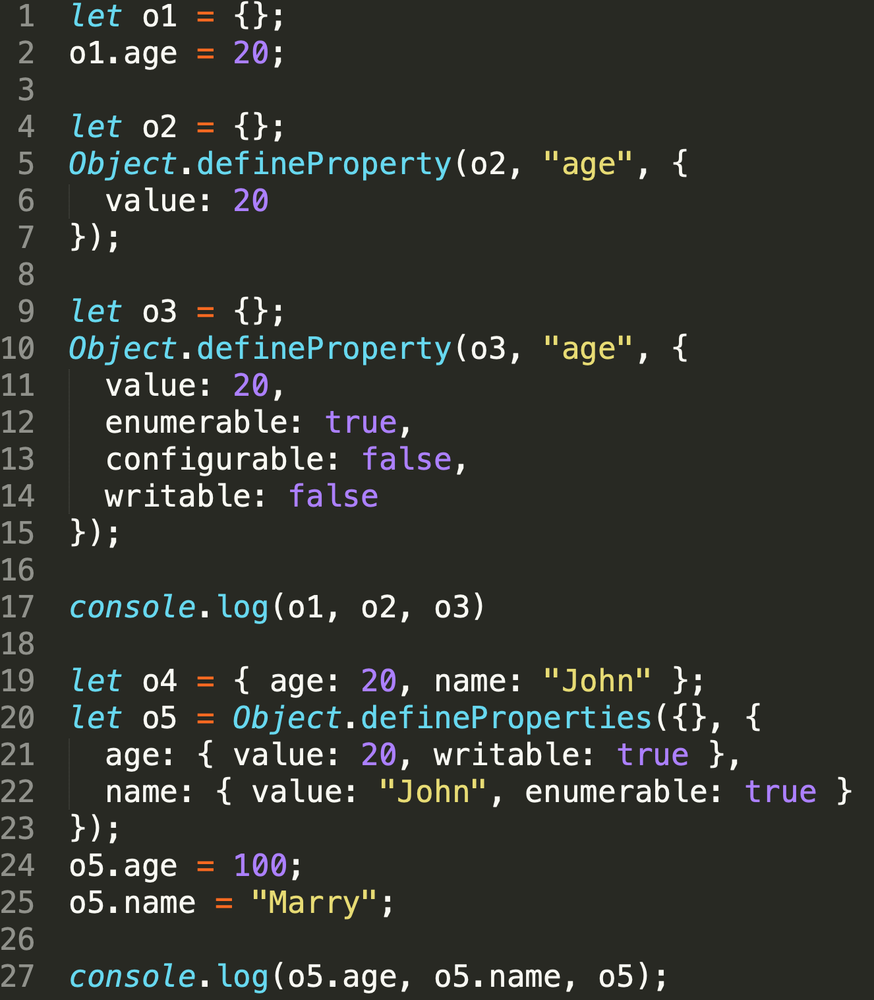 1 let o1 = {};
2 o1.age = 20;
3
4 let o2 = {};
5 Object.defineProperty(o2, "age", {
6   value: 20
7 });
8
9 let o3 = {};
10 Object.defineProperty(o3, "age", {
11   value: 20,
12   enumerable: true,
13   configurable: false,
14   writable: false
15 });
16
17 console.log(o1, o2, o3)
18
19 let o4 = { age: 20, name: "John" };
20 let o5 = Object.defineProperties({}, {
21   age: { value: 20, writable: true },
22   name: { value: "John", enumerable: true }
23 });
24 o5.age = 100;
25 o5.name = "Marry";
26
27 console.log(o5.age, o5.name, o5);